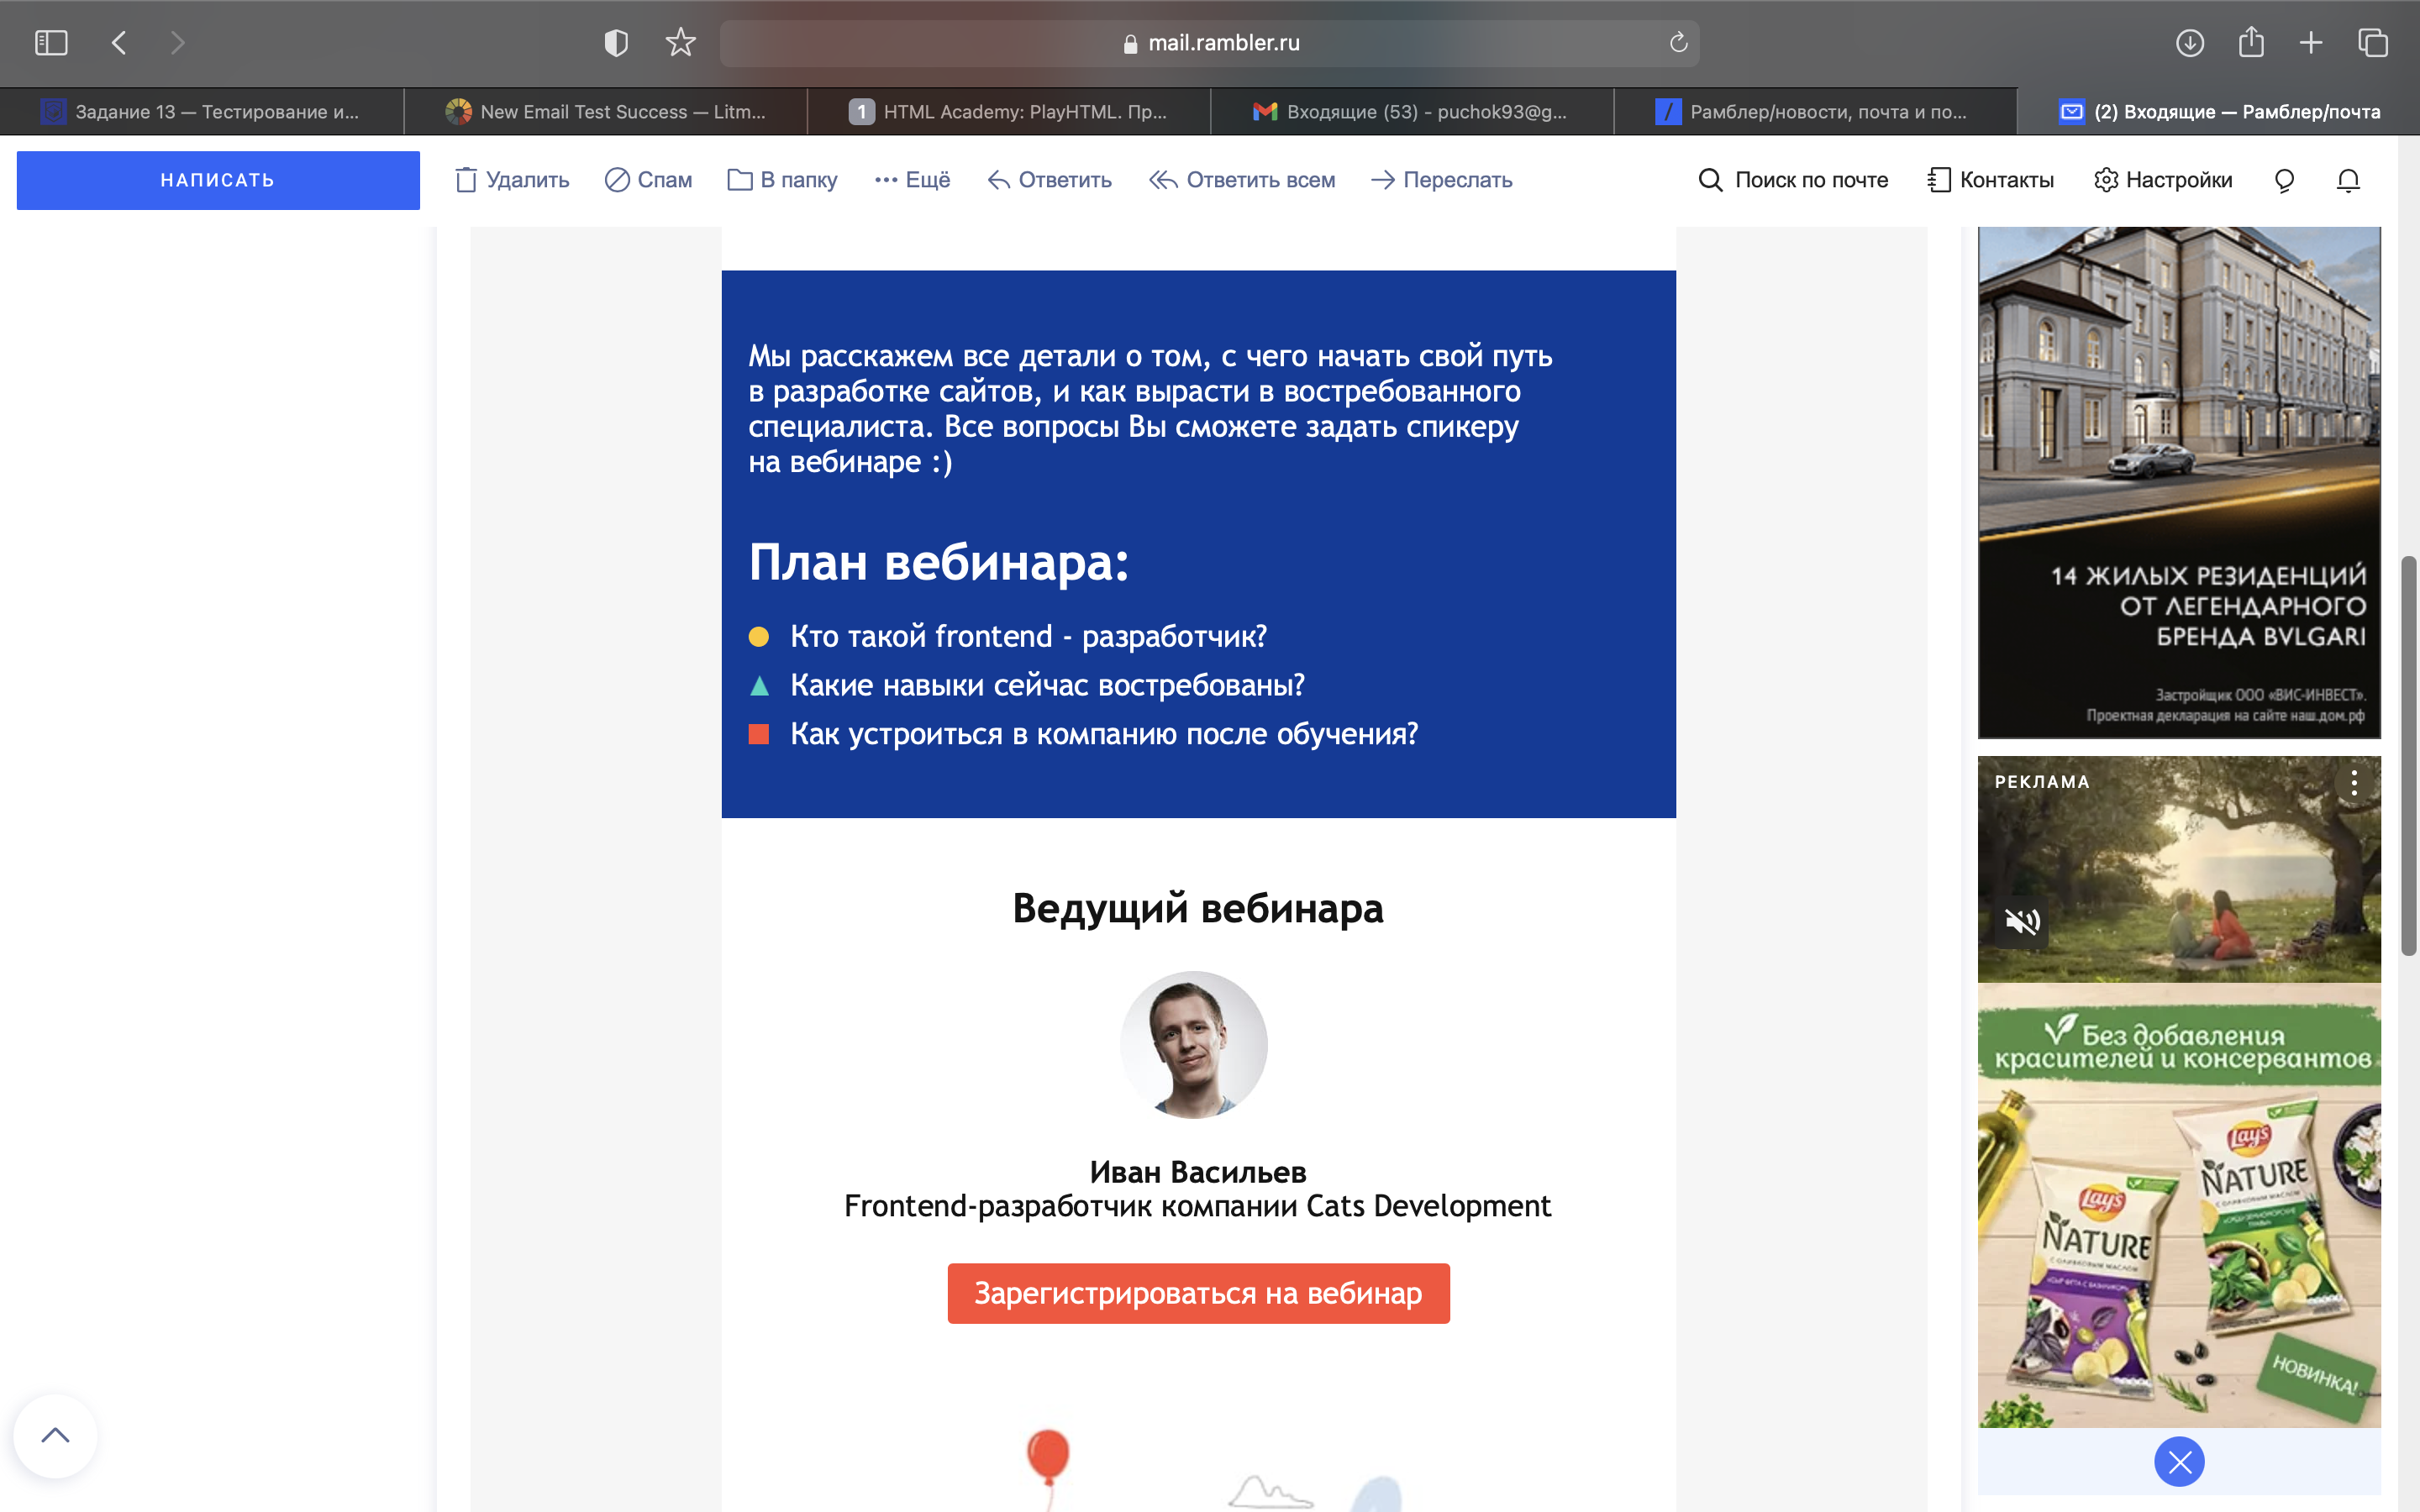 mail.rambler.ru
Задание 13 — Тестирование и...
New Email Test Success — Litm...
1 HTML Academy: PlayHTML. Пр...
Входящие (53) - puchok93@g...
Рамблер/новости, почта и по...
(2) Входящие — Рамблер/почта
НАПИСАТЬ
Удалить
Спам
В папку
Ещё
Ответить
Ответить всем
Переслать
Поиск по почте
Контакты
Настройки
Мы расскажем все детали о том, с чего начать свой путь
в разработке сайтов, и как вырасти в востребованного
специалиста. Все вопросы Вы сможете задать спикеру
на вебинаре :)
План вебинара:
Кто такой frontend - разработчик?
Какие навыки сейчас востребованы?
Как устроиться в компанию после обучения?
Ведущий вебинара
Иван Васильев
Frontend-разработчик компании Cats Development
Зарегистрироваться на вебинар
14 ЖИЛЫХ РЕЗИДЕНЦИЙ
ОТ ЛЕГЕНДАРНОГО
БРЕНДА BVLGARI
Застройщик ООО «ВИС-ИНВЕСТ».
Проектная декларация на сайте наш.дом.рф
РЕКЛАМА
Без добавления
красителей и консервантов
Lay's
NATURE
С ОЛИВКОВЫМ МАСЛОМ
Lay's
NATURE
С ОЛИВКОВЫМ МАСЛОМ
НОВИНКА!